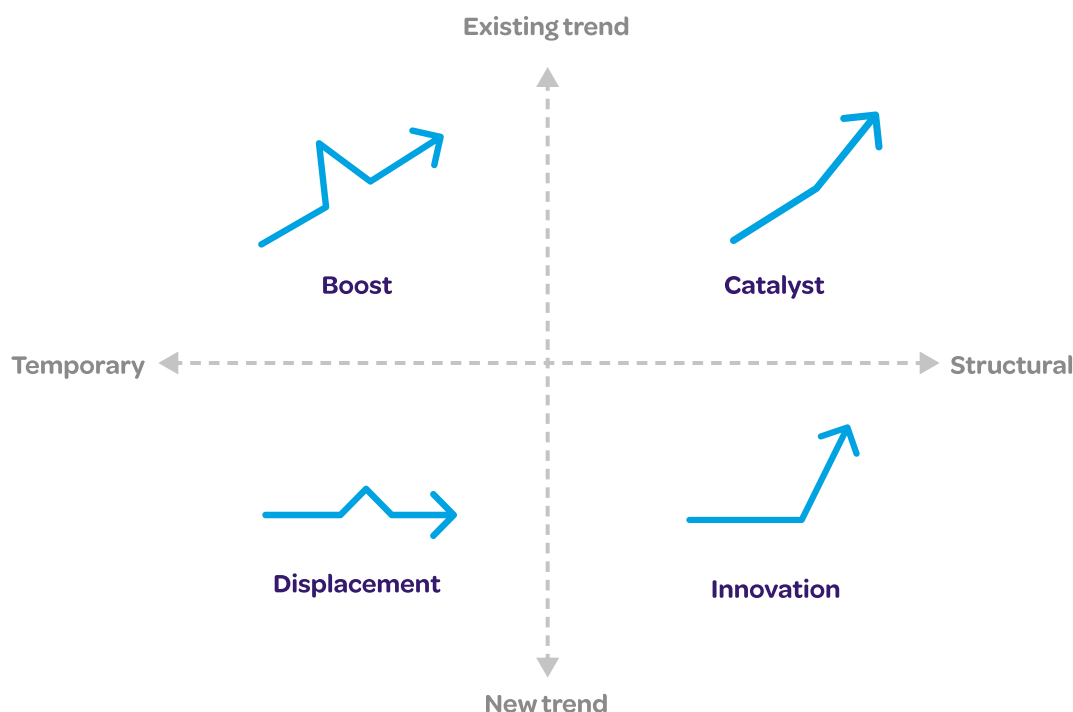 Existing trend
Boost
Catalyst
Temporary
Structural
Displacement
Innovation
New trend